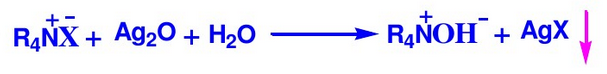 R₄N⁺X⁻ + Ag₂O + H₂O ⟶ R₄N⁺OH⁻ + AgX ↓